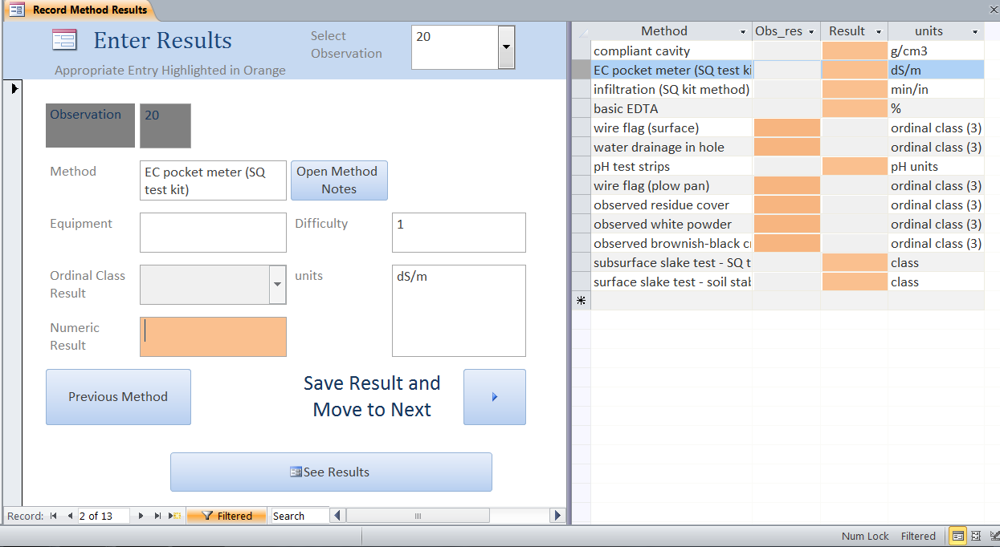 Record Method Results
Enter Results
Appropriate Entry Highlighted in Orange
Select
Observation
20
Observation
20
Method
EC pocket meter (SQ
test kit)
Open Method
Notes
Equipment
Difficulty
1
Ordinal Class
Result
units
dS/m
Numeric
Result
Previous Method
Save Result and
Move to Next
See Results
Record:
2 of 13
Filtered
Search
Method Obs_res Result units
compliant cavity g/cm3
EC pocket meter (SQ test ki dS/m
infiltration (SQ kit method) min/in
basic EDTA %
wire flag (surface) ordinal class (3)
water drainage in hole ordinal class (3)
pH test strips pH units
wire flag (plow pan) ordinal class (3)
observed residue cover ordinal class (3)
observed white powder ordinal class (3)
observed brownish-black cr ordinal class (3)
subsurface slake test - SQ t class
surface slake test - soil stab class
Num Lock Filtered